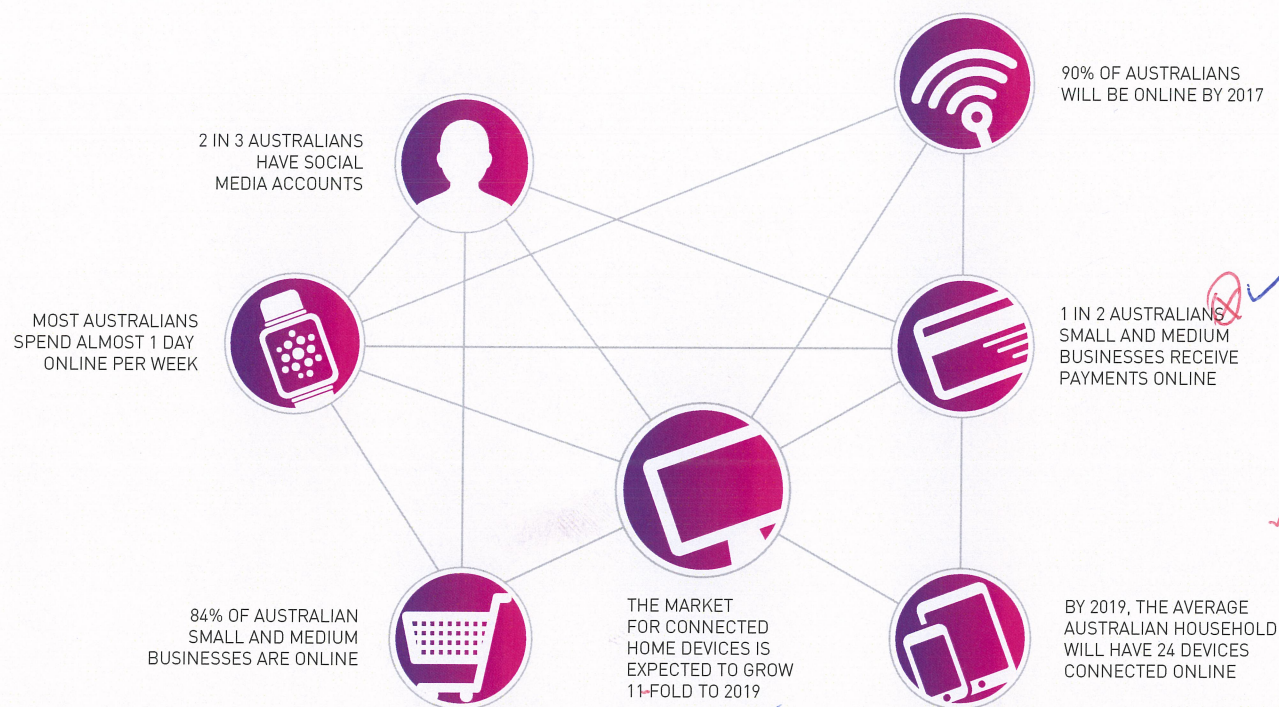 90% OF AUSTRALIANS
WILL BE ONLINE BY 2017
2 IN 3 AUSTRALIANS
HAVE SOCIAL
MEDIA ACCOUNTS
MOST AUSTRALIANS
SPEND ALMOST 1 DAY
ONLINE PER WEEK
1 IN 2 AUSTRALIANS
SMALL AND MEDIUM
BUSINESSES RECEIVE
PAYMENTS ONLINE
84% OF AUSTRALIAN
SMALL AND MEDIUM
BUSINESSES ARE ONLINE
THE MARKET
FOR CONNECTED
HOME DEVICES IS
EXPECTED TO GROW
11-FOLD TO 2019
BY 2019, THE AVERAGE
AUSTRALIAN HOUSEHOLD
WILL HAVE 24 DEVICES
CONNECTED ONLINE